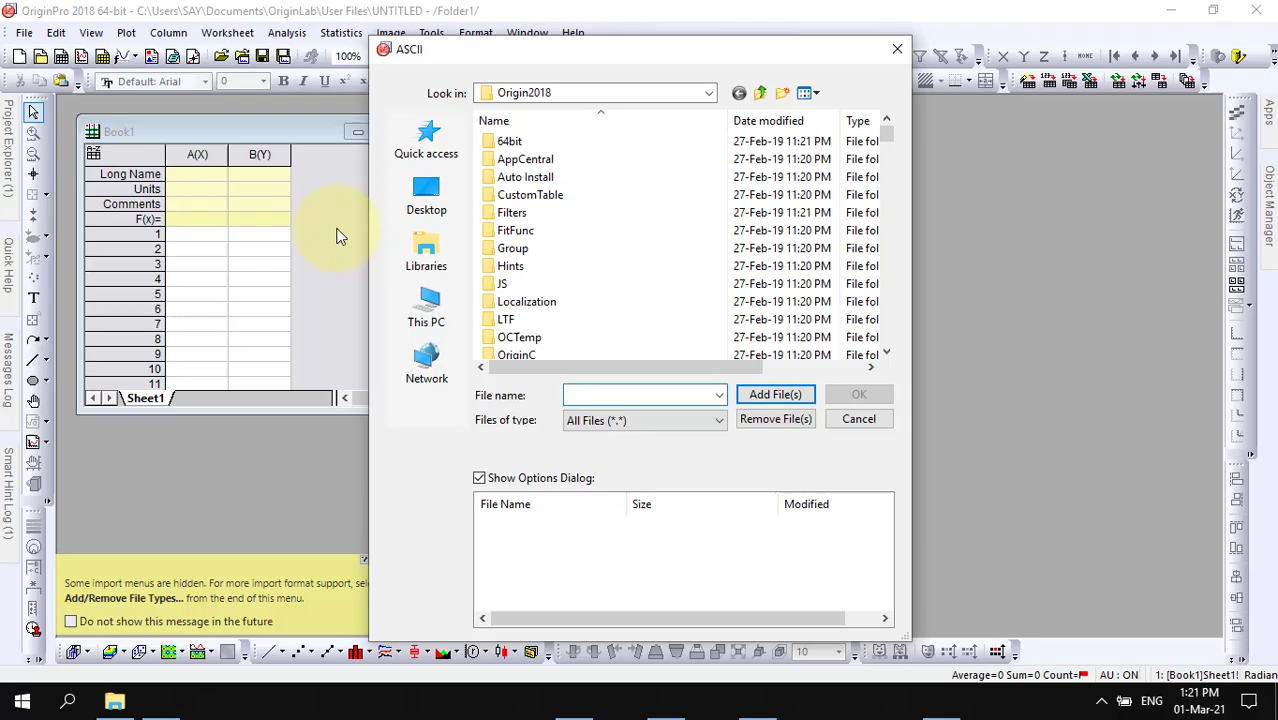 OriginPro 2018 64-bit - C:\Users\SAY\Documents\OriginLab\User Files\UNTITLED - /Folder1/
File Edit View Plot Column Worksheet Analysis Statistics Image Tools Format Window Help
100%
Default: Arial 0 B I U
HOME
X Y Z
Project Explorer (1)
Quick Help
Messages Log
Smart Hint Log (1)
Apps
Object Manager
Book1
A(X) B(Y)
Long Name
Units
Comments
F(x)=
1
2
3
4
5
6
7
8
9
10
11
Sheet1
ASCII
Look in: Origin2018
Quick access
Desktop
Libraries
This PC
Network
Name Date modified Type
64bit 27-Feb-19 11:21 PM File fol
AppCentral 27-Feb-19 11:20 PM File fol
Auto Install 27-Feb-19 11:20 PM File fol
CustomTable 27-Feb-19 11:20 PM File fol
Filters 27-Feb-19 11:21 PM File fol
FitFunc 27-Feb-19 11:20 PM File fol
Group 27-Feb-19 11:20 PM File fol
Hints 27-Feb-19 11:20 PM File fol
JS 27-Feb-19 11:20 PM File fol
Localization 27-Feb-19 11:20 PM File fol
LTF 27-Feb-19 11:20 PM File fol
OCTemp 27-Feb-19 11:20 PM File fol
OriginC 27-Feb-19 11:20 PM File fol
File name: Add File(s) OK
Files of type: All Files (*.*) Remove File(s) Cancel
Show Options Dialog:
File Name Size Modified
Some import menus are hidden. For more import format support, sele
Add/Remove File Types... from the end of this menu.
Do not show this message in the future
10
Average=0 Sum=0 Count= AU : ON 1: [Book1]Sheet1! Radian
ENG
1:21 PM
01-Mar-21